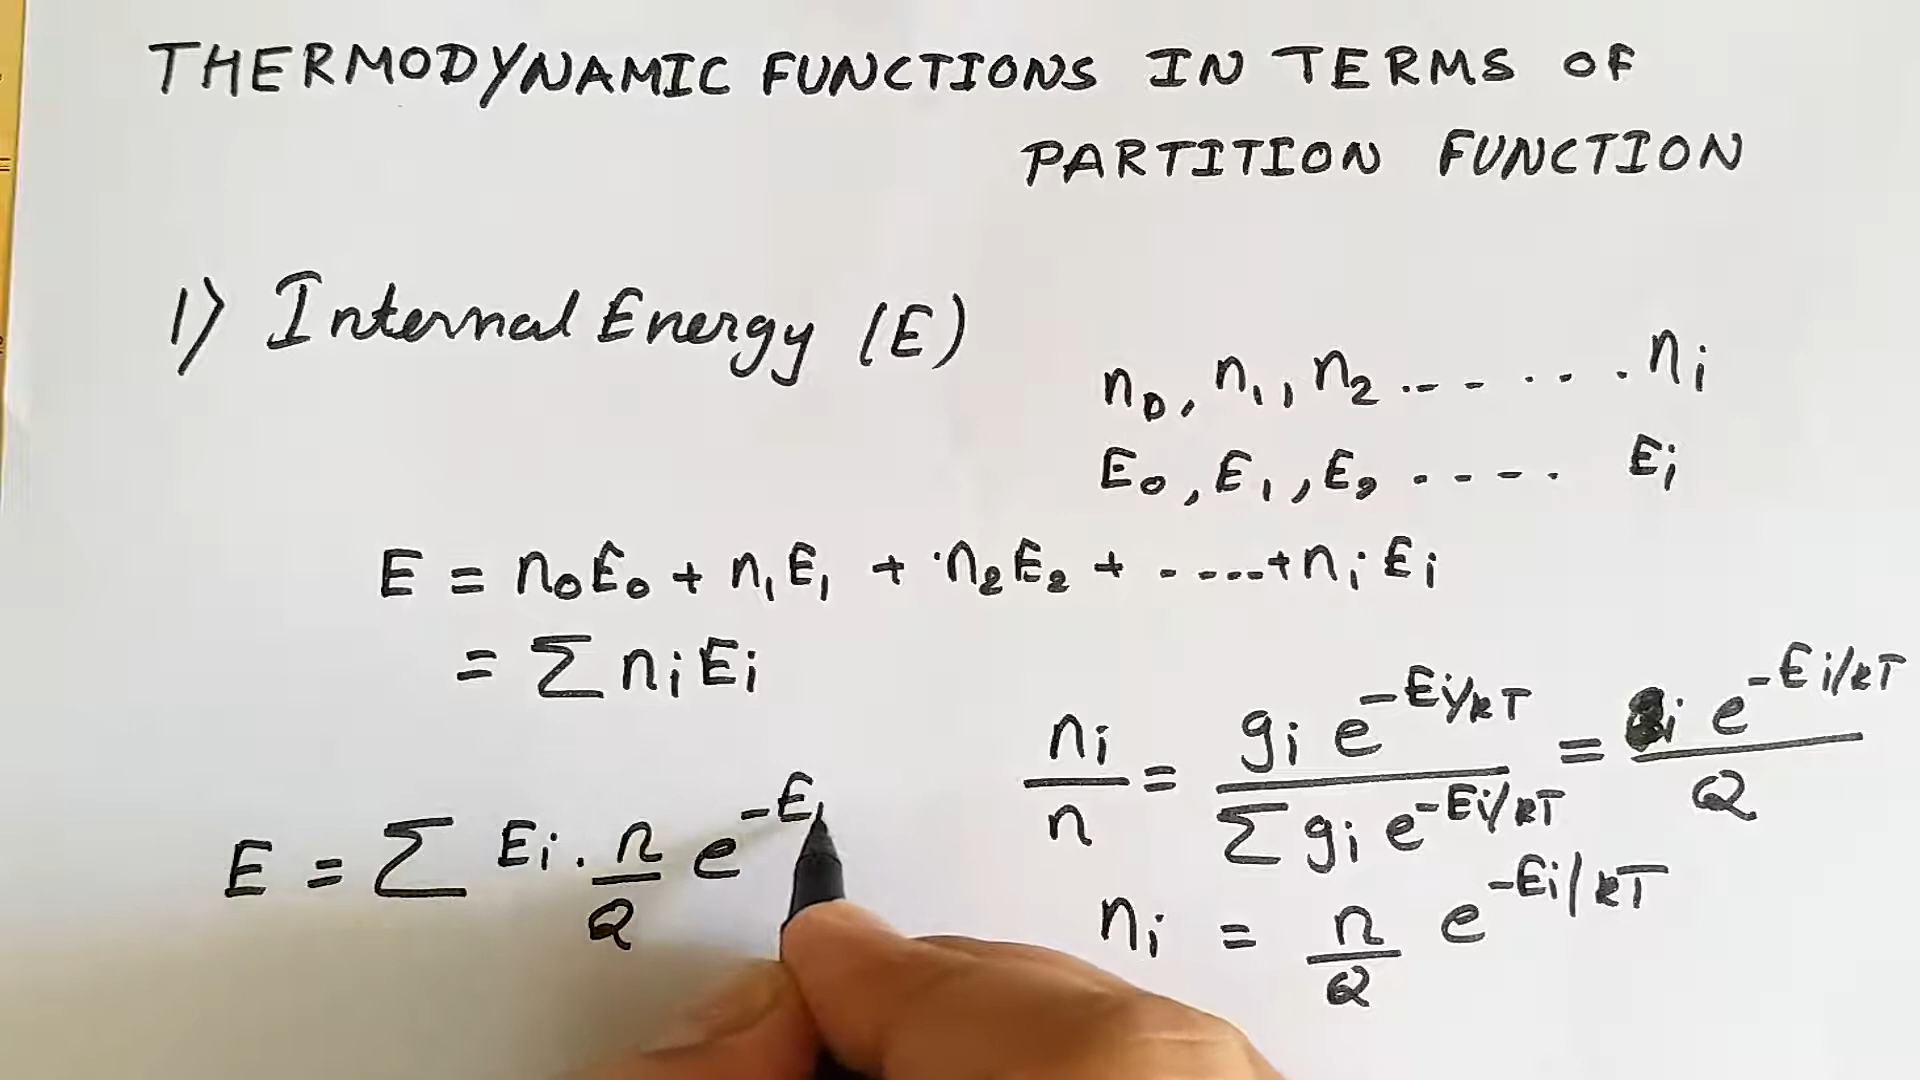 THERMODYNAMIC FUNCTIONS IN TERMS OF
PARTITION FUNCTION
1) Internal Energy (E)
n₀, n₁, n₂ -- - · · · · nᵢ
E₀, E₁, E₂ · - - - · Eᵢ
E = n₀E₀ + n₁E₁ + n₂E₂ + - ---- + nᵢEᵢ
= Σ nᵢEᵢ
nᵢ/n = gᵢ e^(-Eᵢ/kT) / Σ gᵢ e^(-Eᵢ/kT) = gᵢ e^(-Eᵢ/kT) / Q
E = Σ Eᵢ . n/Q e^(-E
nᵢ = n/Q e^(-Eᵢ/kT)